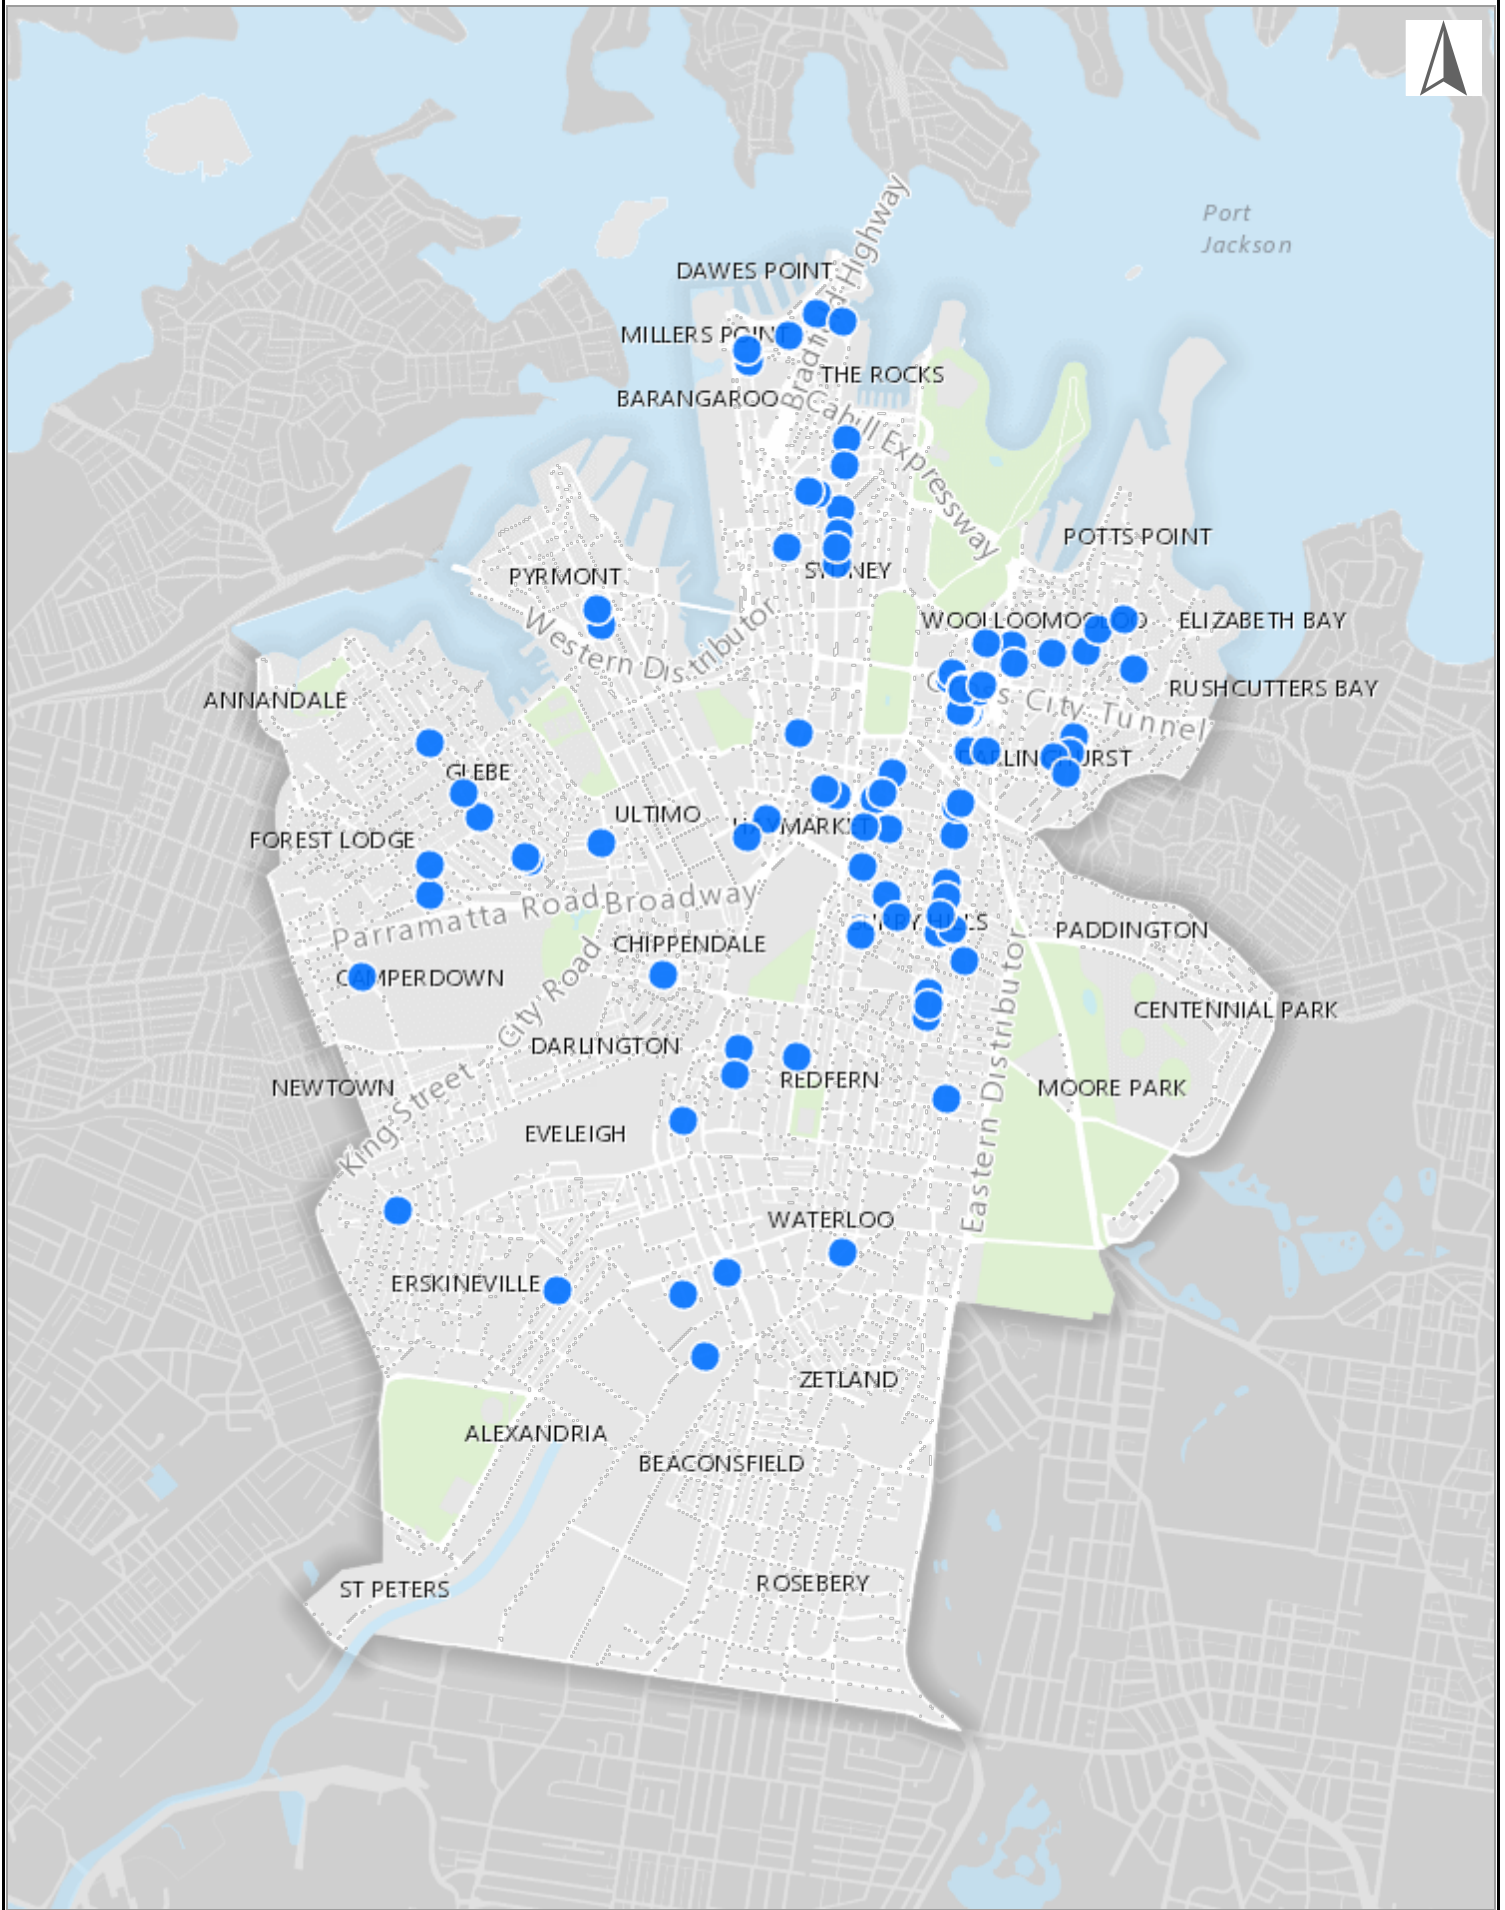 Port
Jackson
DAWES POINT
Bradfield Highway
MILLERS POINT
THE ROCKS
BARANGAROO
Cahill Expressway
POTTS POINT
SYDNEY
PYRMONT
Western Distributor
WOOLLOOMOOLOO
ELIZABETH BAY
RUSHCUTTERS BAY
Cross City Tunnel
ANNANDALE
DARLINGHURST
GLEBE
ULTIMO
HAYMARKET
FOREST LODGE
Parramatta Road
Broadway
SURRY HILLS
PADDINGTON
CHIPPENDALE
CAMPERDOWN
City Road
CENTENNIAL PARK
DARLINGTON
REDFERN
NEWTOWN
MOORE PARK
King Street
EVELEIGH
Eastern Distributor
WATERLOO
ERSKINEVILLE
ZETLAND
ALEXANDRIA
BEACONSFIELD
ROSEBERY
ST PETERS